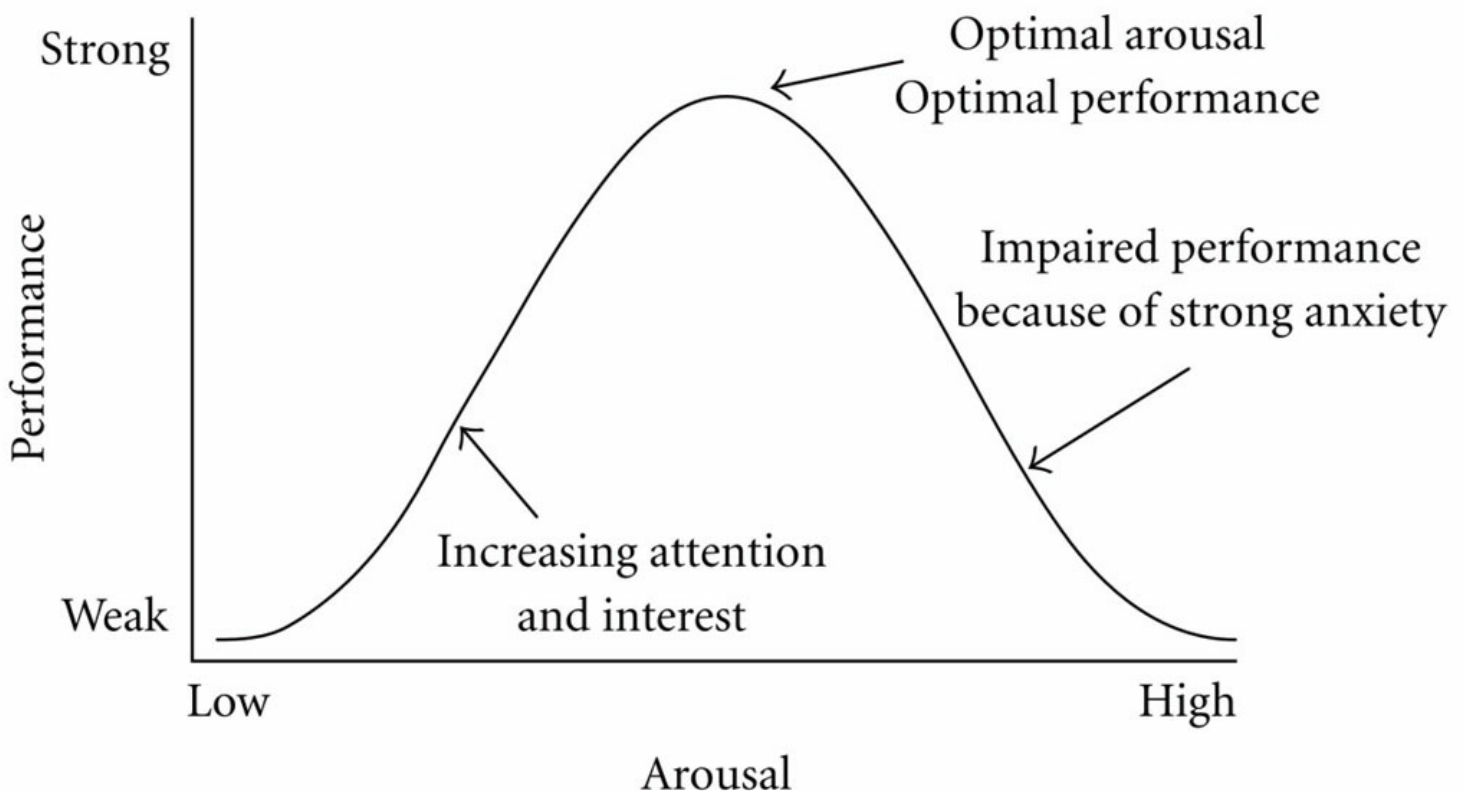 Strong
Optimal arousal
Optimal performance
Performance
Impaired performance
because of strong anxiety
Increasing attention
and interest
Weak
Low
High
Arousal